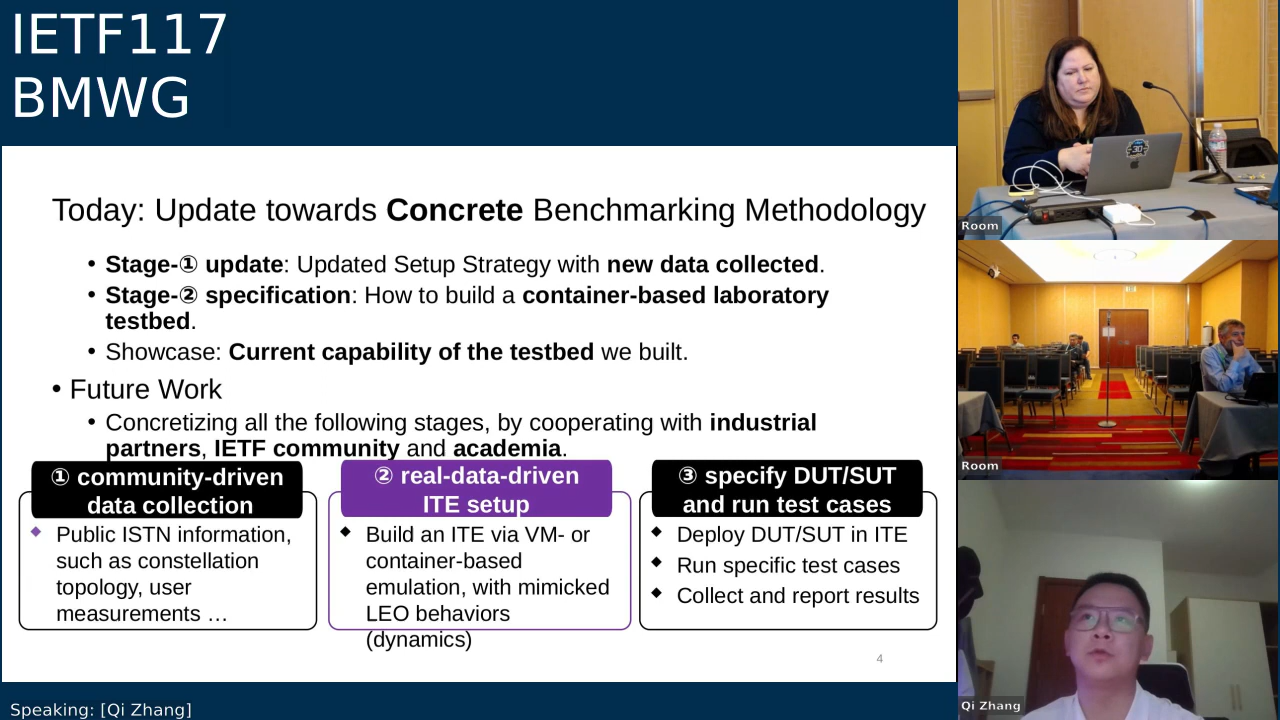 IETF117
BMWG
Today: Update towards Concrete Benchmarking Methodology
• Stage-① update: Updated Setup Strategy with new data collected.
• Stage-② specification: How to build a container-based laboratory
testbed.
• Showcase: Current capability of the testbed we built.
• Future Work
• Concretizing all the following stages, by cooperating with industrial
partners, IETF community and academia.
① community-driven
data collection
◆ Public ISTN information,
such as constellation
topology, user
measurements …
② real-data-driven
ITE setup
◆ Build an ITE via VM- or
container-based
emulation, with mimicked
LEO behaviors
(dynamics)
③ specify DUT/SUT
and run test cases
◆ Deploy DUT/SUT in ITE
◆ Run specific test cases
◆ Collect and report results
4
Speaking: [Qi Zhang]
Room
30
Room
Qi Zhang